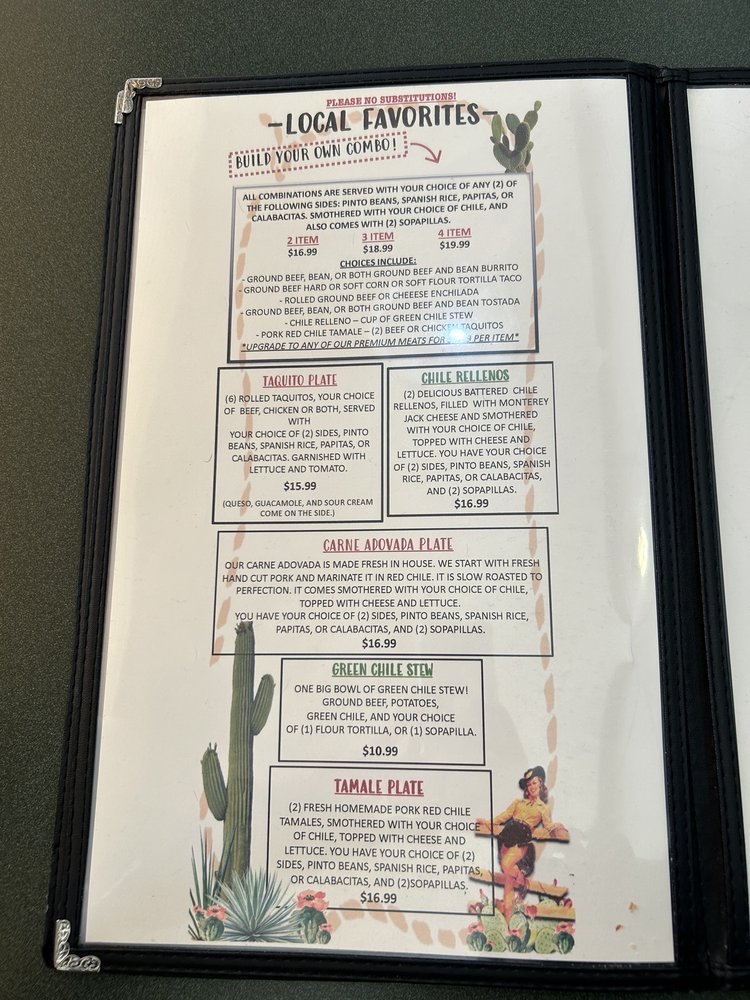 PLEASE NO SUBSTITUTIONS!
-LOCAL FAVORITES-
BUILD YOUR OWN COMBO!
ALL COMBINATIONS ARE SERVED WITH YOUR CHOICE OF ANY (2) OF
THE FOLLOWING SIDES: PINTO BEANS, SPANISH RICE, PAPITAS, OR
CALABACITAS. SMOTHERED WITH YOUR CHOICE OF CHILE, AND
ALSO COMES WITH (2) SOPAPILLAS.
2 ITEM 3 ITEM 4 ITEM
$16.99 $18.99 $19.99
CHOICES INCLUDE:
- GROUND BEEF, BEAN, OR BOTH GROUND BEEF AND BEAN BURRITO
- GROUND BEEF HARD OR SOFT CORN OR SOFT FLOUR TORTILLA TACO
- ROLLED GROUND BEEF OR CHEEESE ENCHILADA
- GROUND BEEF, BEAN, OR BOTH GROUND BEEF AND BEAN TOSTADA
- CHILE RELLENO – CUP OF GREEN CHILE STEW
- PORK RED CHILE TAMALE – (2) BEEF OR CHICKEN TAQUITOS
*UPGRADE TO ANY OF OUR PREMIUM MEATS FOR PER ITEM*
TAQUITO PLATE
(6) ROLLED TAQUITOS, YOUR CHOICE
OF BEEF, CHICKEN OR BOTH, SERVED
WITH
YOUR CHOICE OF (2) SIDES, PINTO
BEANS, SPANISH RICE, PAPITAS, OR
CALABACITAS. GARNISHED WITH
LETTUCE AND TOMATO.
$15.99
(QUESO, GUACAMOLE, AND SOUR CREAM
COME ON THE SIDE.)
CHILE RELLENOS
(2) DELICIOUS BATTERED CHILE
RELLENOS, FILLED WITH MONTEREY
JACK CHEESE AND SMOTHERED
WITH YOUR CHOICE OF CHILE,
TOPPED WITH CHEESE AND
LETTUCE. YOU HAVE YOUR CHOICE
OF (2) SIDES, PINTO BEANS, SPANISH
RICE, PAPITAS, OR CALABACITAS,
AND (2) SOPAPILLAS.
$16.99
CARNE ADOVADA PLATE
OUR CARNE ADOVADA IS MADE FRESH IN HOUSE. WE START WITH FRESH
HAND CUT PORK AND MARINATE IT IN RED CHILE. IT IS SLOW ROASTED TO
PERFECTION. IT COMES SMOTHERED WITH YOUR CHOICE OF CHILE,
TOPPED WITH CHEESE AND LETTUCE.
YOU HAVE YOUR CHOICE OF (2) SIDES, PINTO BEANS, SPANISH RICE,
PAPITAS, OR CALABACITAS, AND (2) SOPAPILLAS.
$16.99
GREEN CHILE STEW
ONE BIG BOWL OF GREEN CHILE STEW!
GROUND BEEF, POTATOES,
GREEN CHILE, AND YOUR CHOICE
OF (1) FLOUR TORTILLA, OR (1) SOPAPILLA.
$10.99
TAMALE PLATE
(2) FRESH HOMEMADE PORK RED CHILE
TAMALES, SMOTHERED WITH YOUR CHOICE
OF CHILE, TOPPED WITH CHEESE AND
LETTUCE. YOU HAVE YOUR CHOICE OF (2)
SIDES, PINTO BEANS, SPANISH RICE, PAPITAS,
OR CALABACITAS, AND (2)SOPAPILLAS.
$16.99